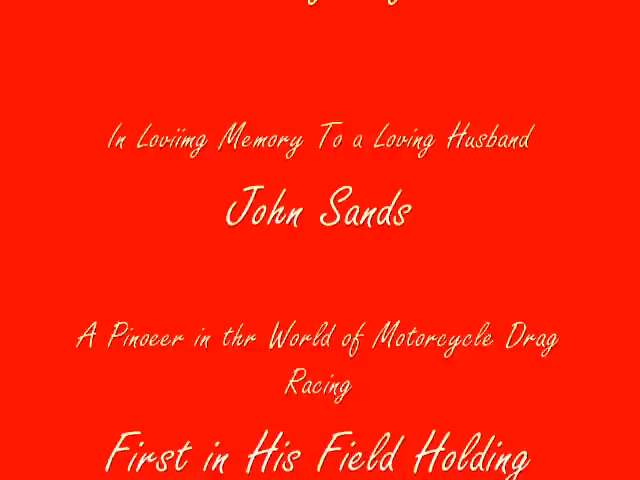 In Loviimg Memory To a Loving Husband
John Sands
A Pinoeer in thr World of Motorcycle Drag
Racing
First in His Field Holding